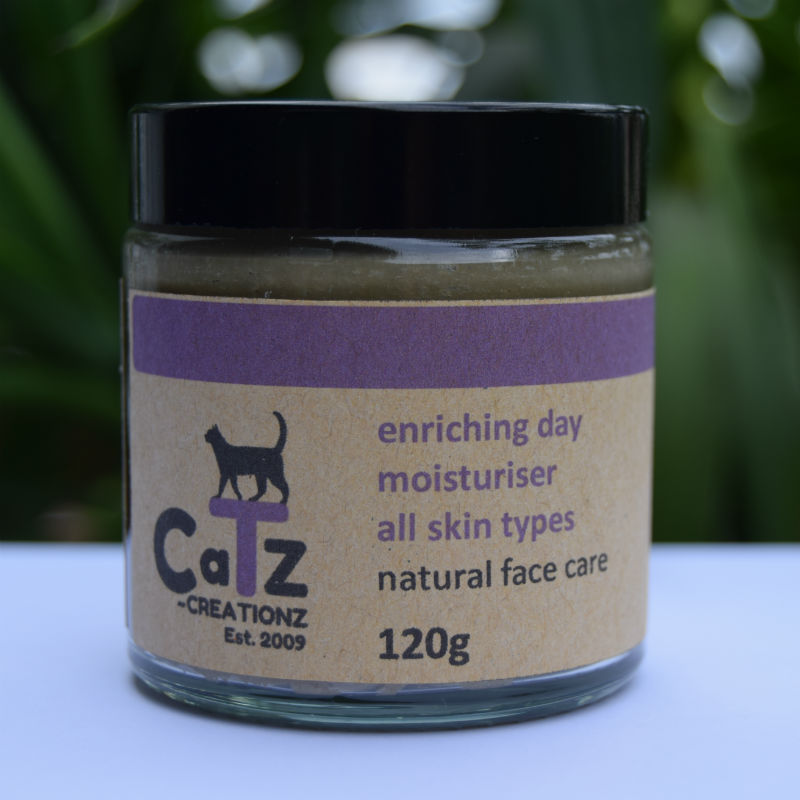 CaTz
~CREATIONZ
Est. 2009
enriching day
moisturiser
all skin types
natural face care
120g